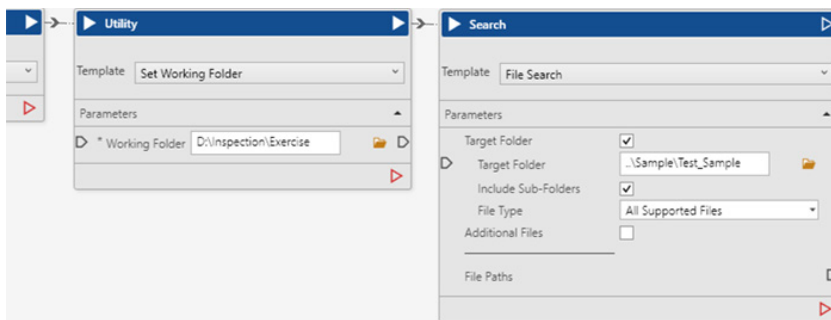 Utility
Template Set Working Folder
Parameters
* Working Folder D:\Inspection\Exercise
Search
Template File Search
Parameters
Target Folder
Target Folder ..\Sample\Test_Sample
Include Sub-Folders
File Type All Supported Files
Additional Files
File Paths